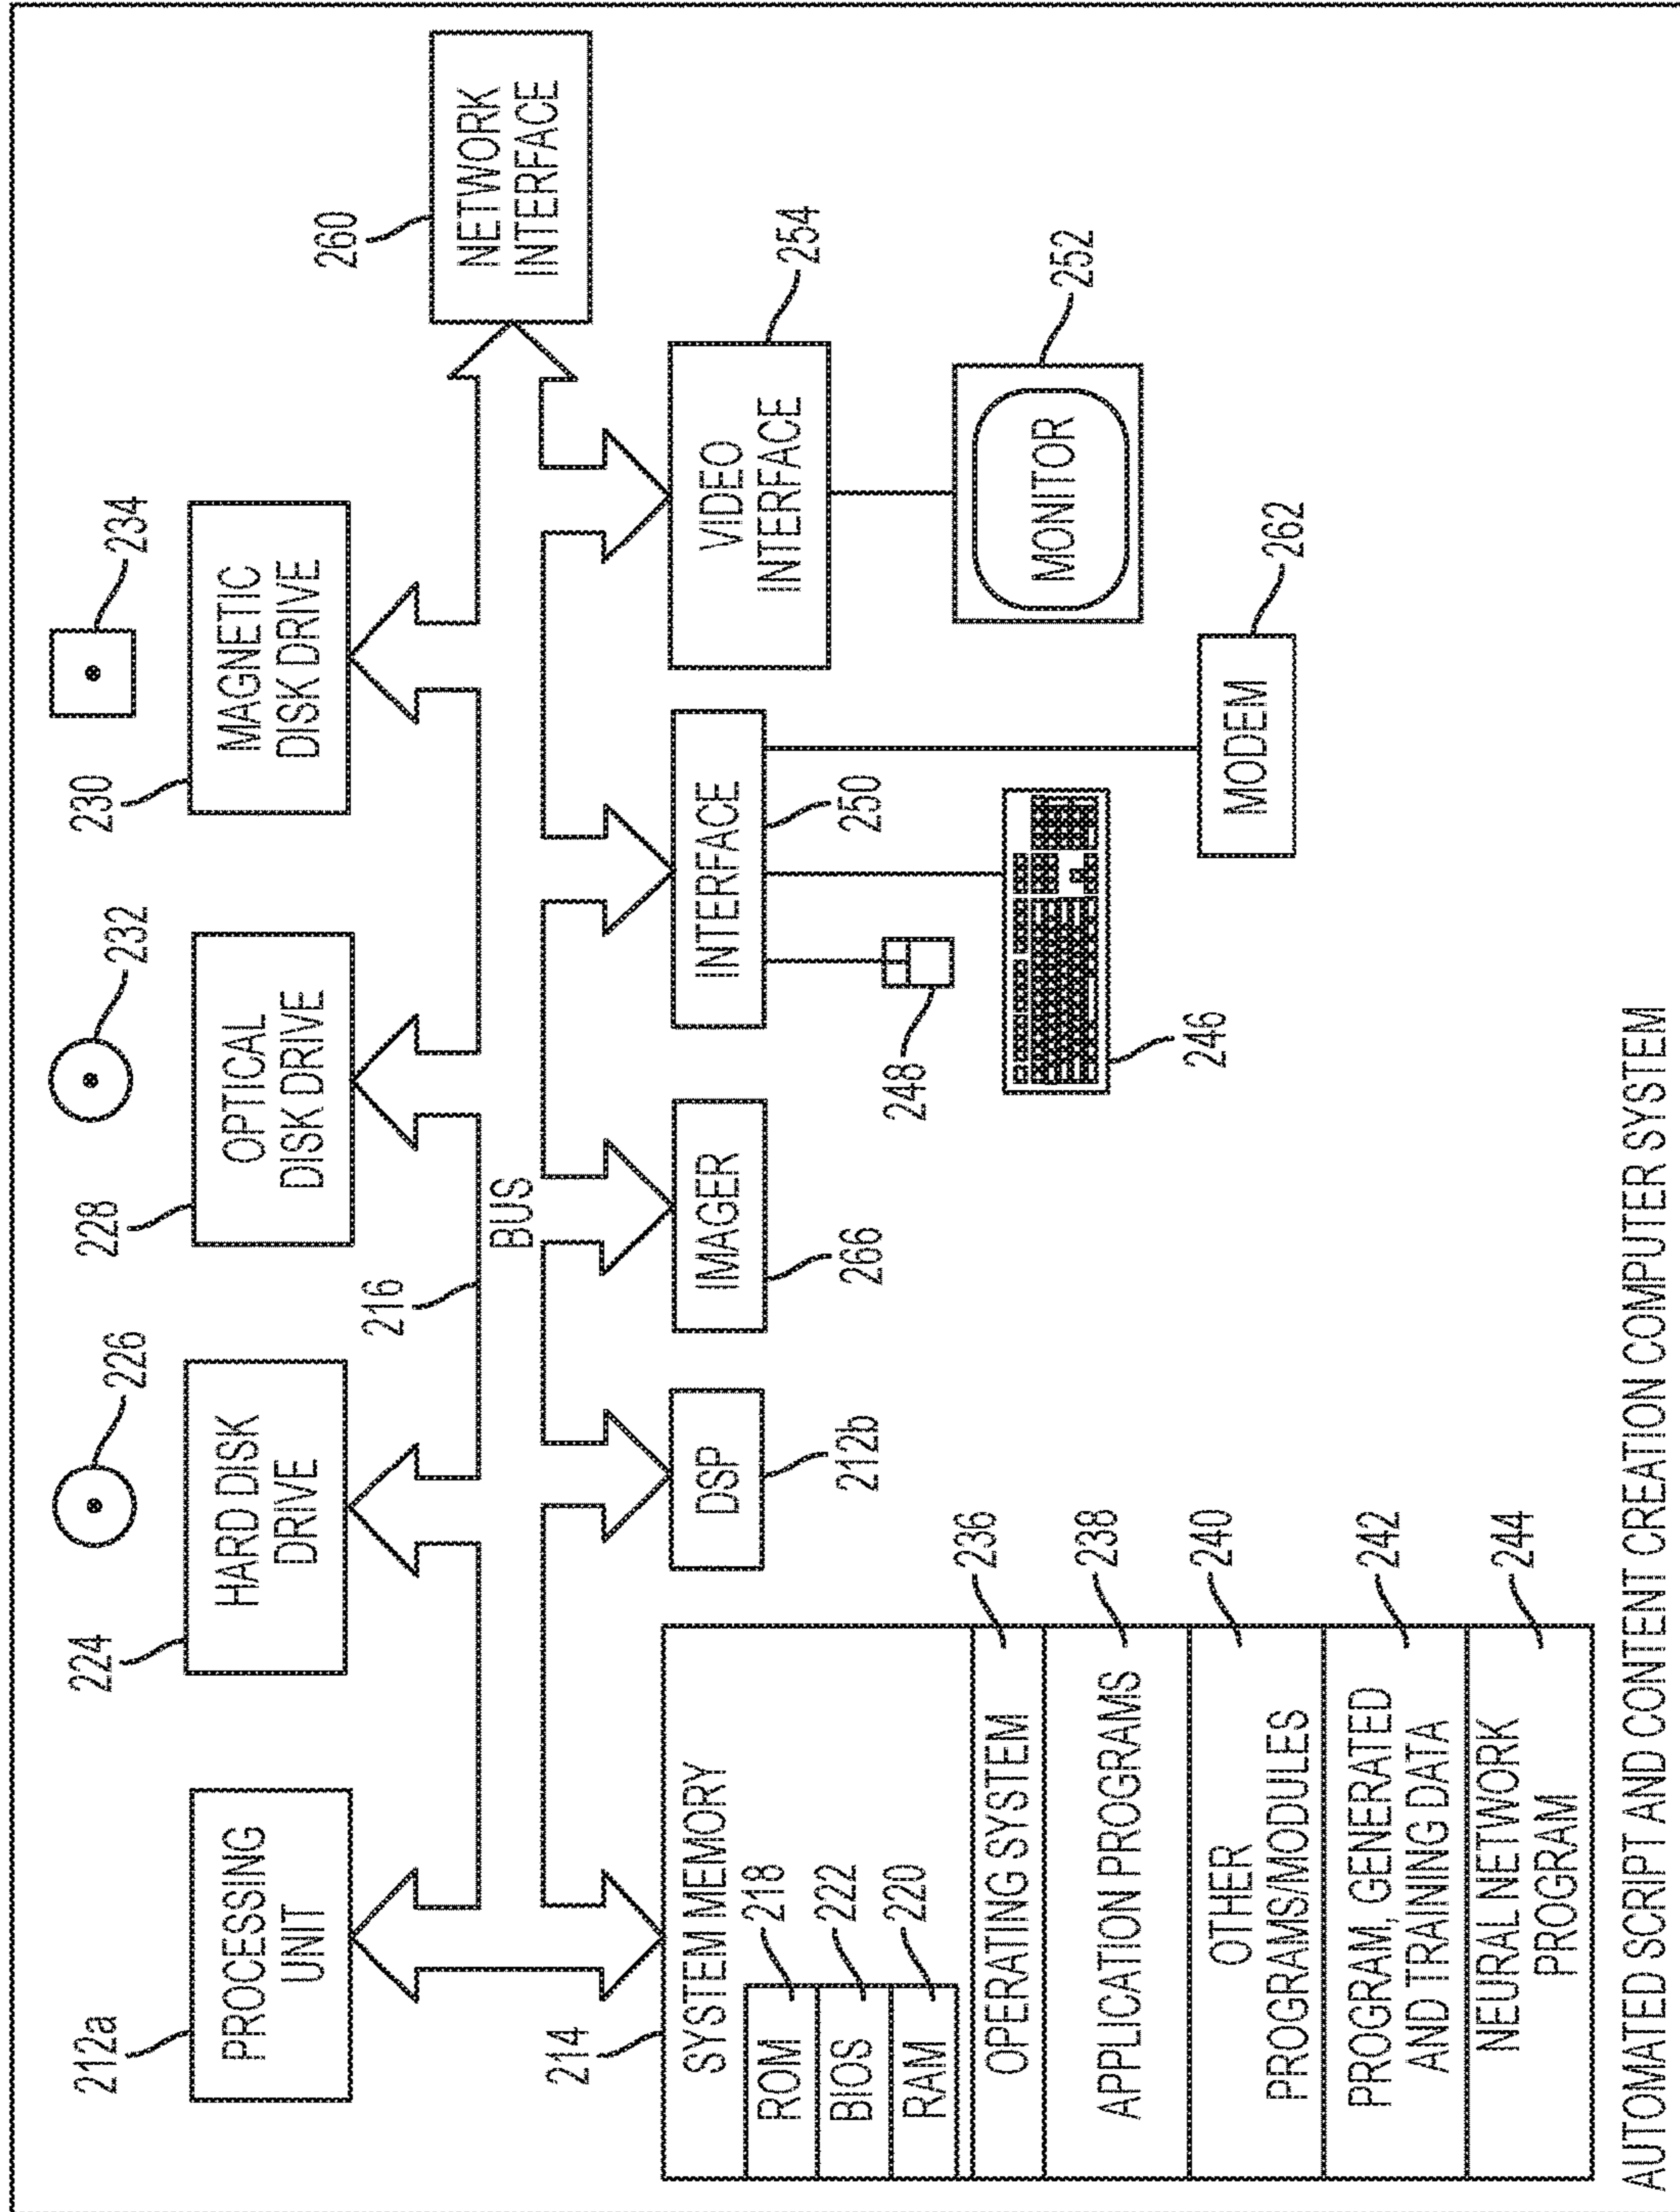 212a
PROCESSING
UNIT
224
HARD DISK
DRIVE
226
228
OPTICAL
DISK DRIVE
232
230
MAGNETIC
DISK DRIVE
234
216
BUS
260
NETWORK
INTERFACE
214
SYSTEM MEMORY
ROM
218
BIOS
222
RAM
220
OPERATING SYSTEM
236
APPLICATION PROGRAMS
238
OTHER
PROGRAMS/MODULES
240
PROGRAM, GENERATED
AND TRAINING DATA
242
NEURAL NETWORK
PROGRAM
244
DSP
212b
IMAGER
266
INTERFACE
250
248
246
VIDEO
INTERFACE
254
MONITOR
252
MODEM
262
AUTOMATED SCRIPT AND CONTENT CREATION COMPUTER SYSTEM